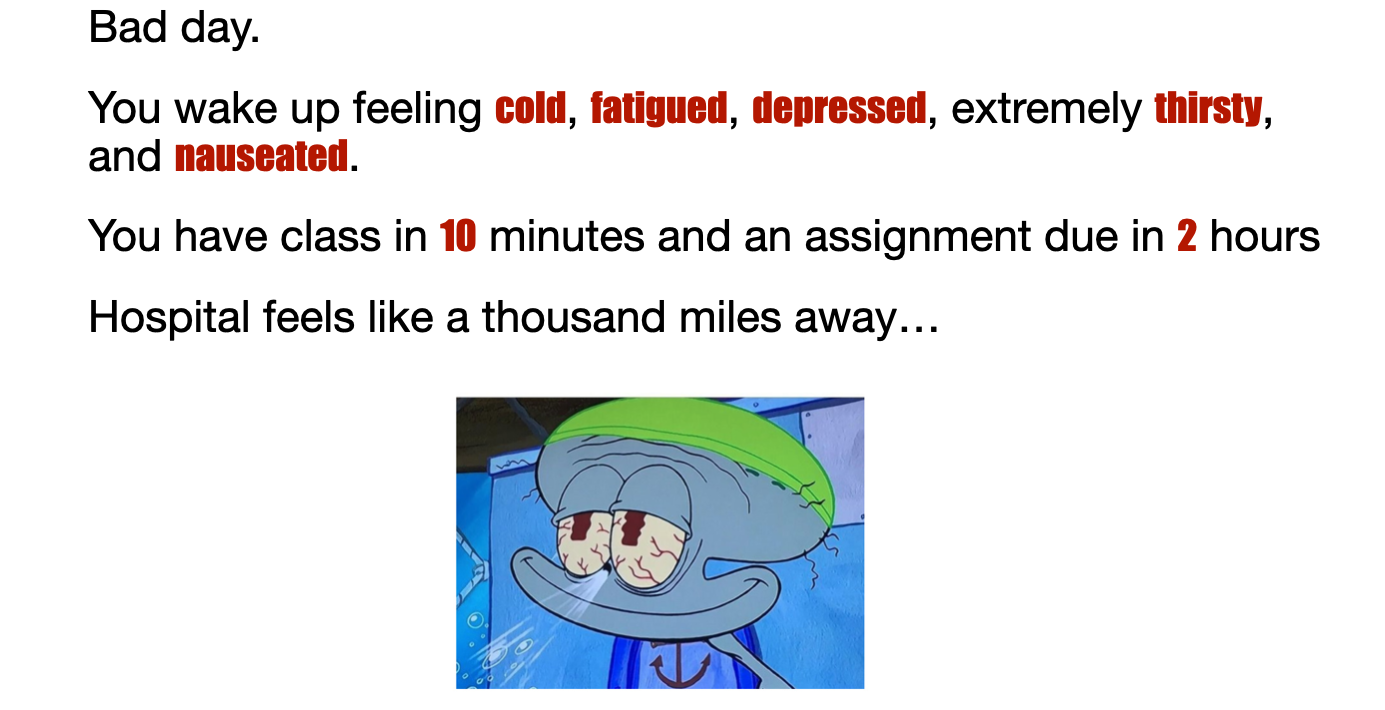 Bad day.
You wake up feeling cold, fatigued, depressed, extremely thirsty,
and nauseated.
You have class in 10 minutes and an assignment due in 2 hours
Hospital feels like a thousand miles away…